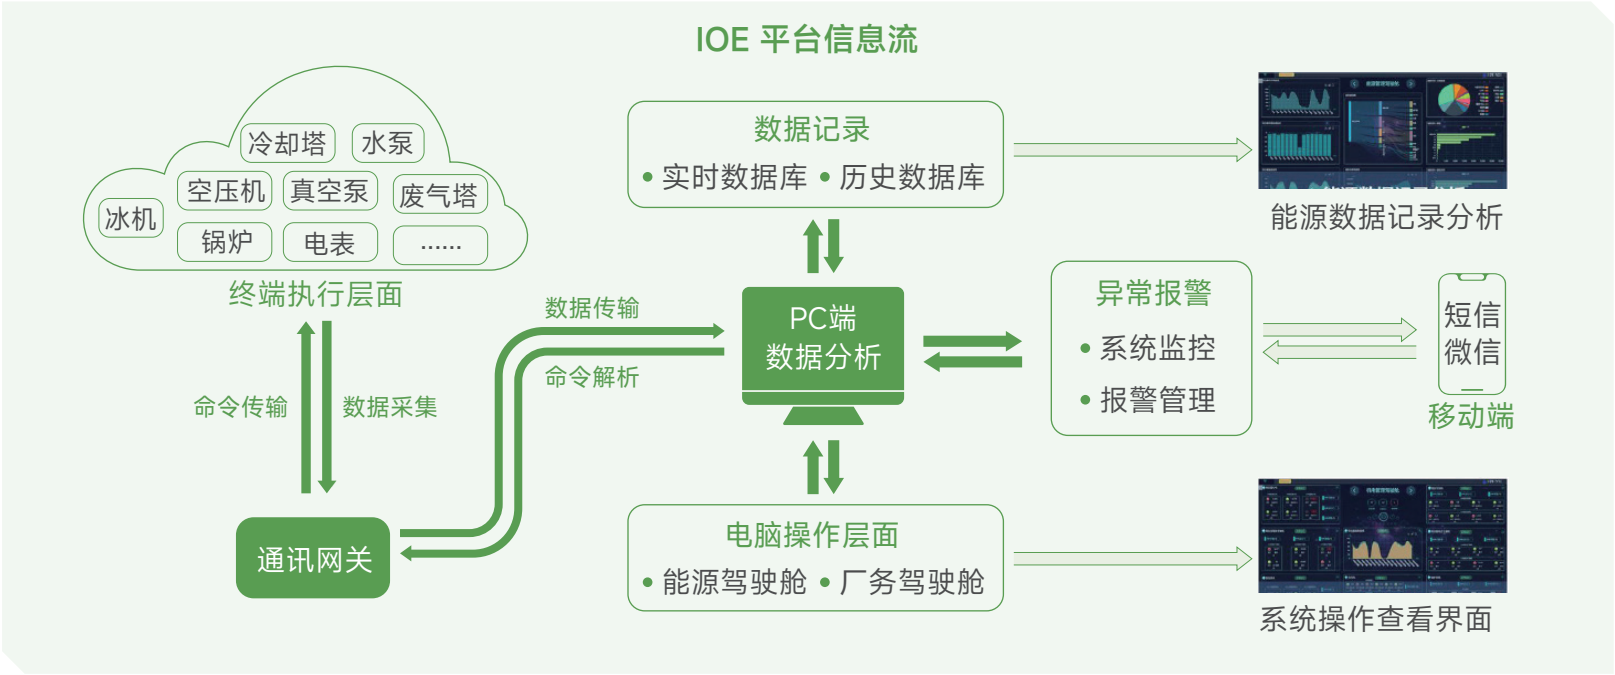 IOE 平台信息流
冷却塔
水泵
空压机
真空泵
废气塔
冰机
锅炉
电表
······
终端执行层面
命令传输
数据采集
通讯网关
数据传输
命令解析
数据记录
• 实时数据库 • 历史数据库
PC端
数据分析
电脑操作层面
• 能源驾驶舱 • 厂务驾驶舱
异常报警
• 系统监控
• 报警管理
能源数据记录分析
短信
微信
移动端
系统操作查看界面